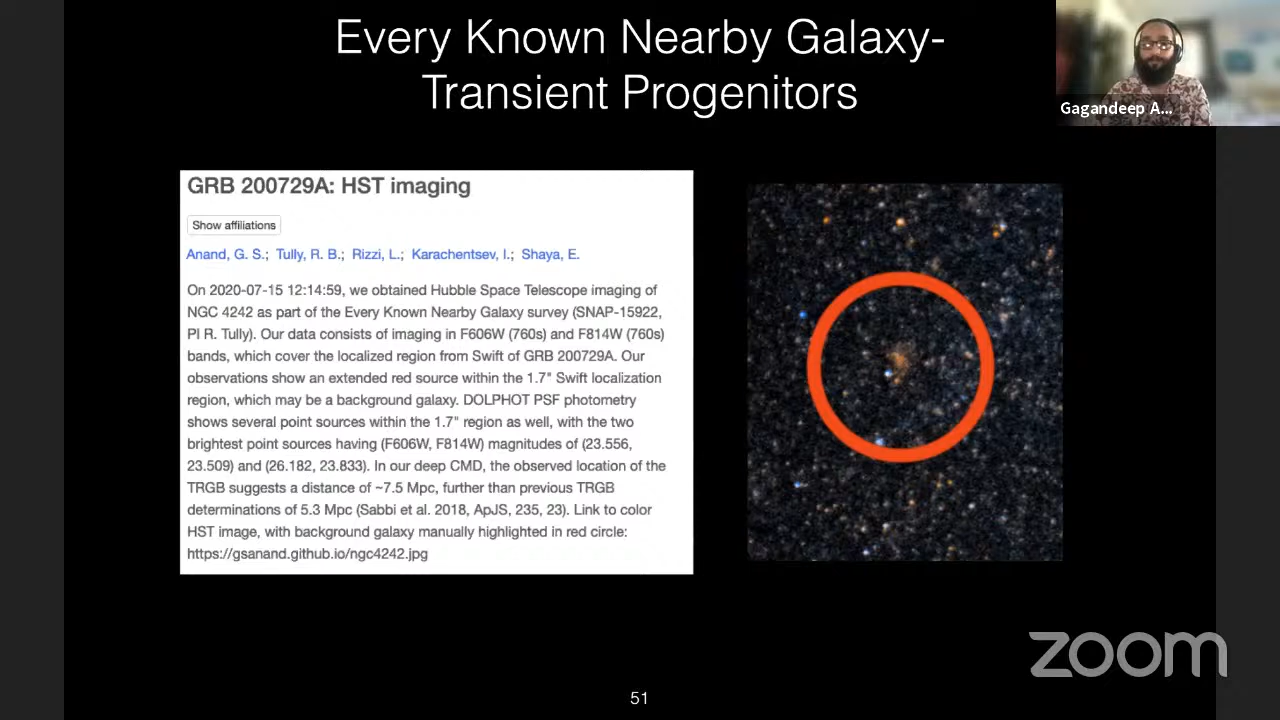 Every Known Nearby Galaxy-
Transient Progenitors
Gagandeep A...
GRB 200729A: HST imaging
Show affiliations
Anand, G. S.; Tully, R. B.; Rizzi, L.; Karachentsev, I.; Shaya, E.
On 2020-07-15 12:14:59, we obtained Hubble Space Telescope imaging of
NGC 4242 as part of the Every Known Nearby Galaxy survey (SNAP-15922,
PI R. Tully). Our data consists of imaging in F606W (760s) and F814W (760s)
bands, which cover the localized region from Swift of GRB 200729A. Our
observations show an extended red source within the 1.7" Swift localization
region, which may be a background galaxy. DOLPHOT PSF photometry
shows several point sources within the 1.7" region as well, with the two
brightest point sources having (F606W, F814W) magnitudes of (23.556,
23.509) and (26.182, 23.833). In our deep CMD, the observed location of the
TRGB suggests a distance of ~7.5 Mpc, further than previous TRGB
determinations of 5.3 Mpc (Sabbi et al. 2018, ApJS, 235, 23). Link to color
HST image, with background galaxy manually highlighted in red circle:
https://gsanand.github.io/ngc4242.jpg
zoom
51